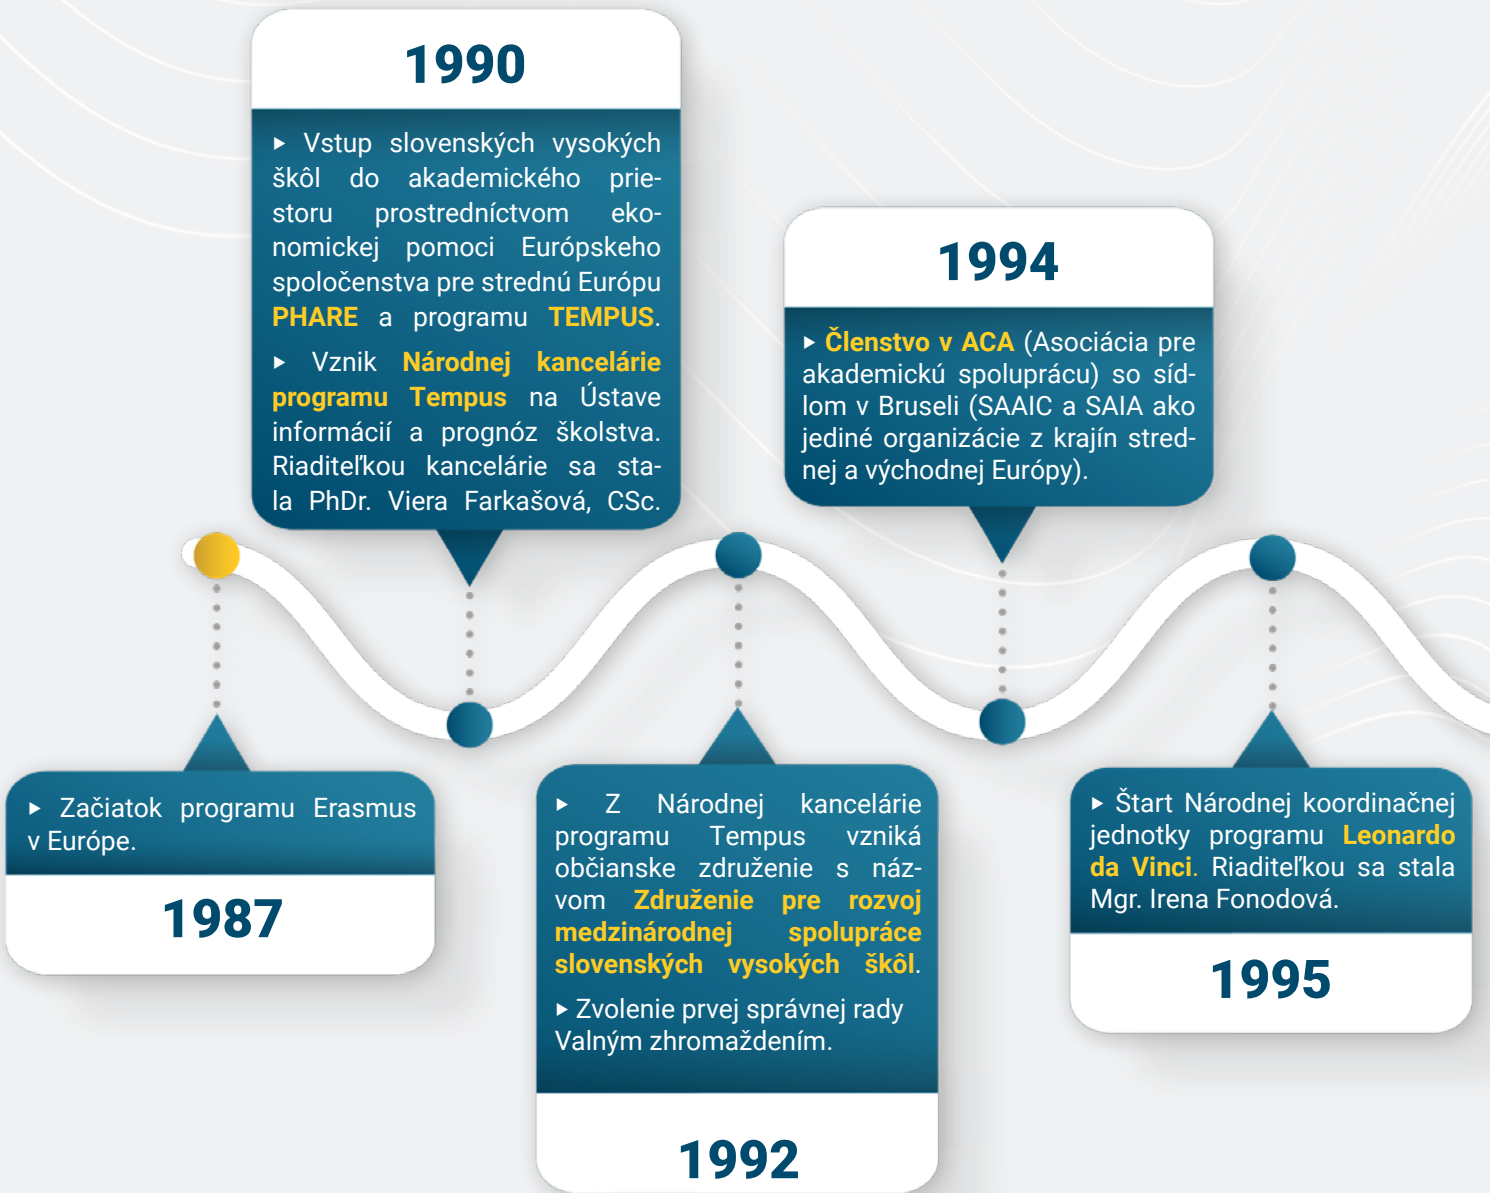 1990
▸ Vstup slovenských vysokých
škôl do akademického prie-
storu prostredníctvom eko-
nomickej pomoci Európskeho
spoločenstva pre strednú Európu
PHARE a programu TEMPUS.
▸ Vznik Národnej kancelárie
programu Tempus na Ústave
informácií a prognóz školstva.
Riaditeľkou kancelárie sa sta-
la PhDr. Viera Farkašová, CSc.
1994
▸ Členstvo v ACA (Asociácia pre
akademickú spoluprácu) so síd-
lom v Bruseli (SAAIC a SAIA ako
jediné organizácie z krajín stred-
nej a východnej Európy).
▸ Začiatok programu Erasmus
v Európe.
1987
▸ Z Národnej kancelárie
programu Tempus vzniká
občianske združenie s náz-
vom Združenie pre rozvoj
medzinárodnej spolupráce
slovenských vysokých škôl.
▸ Zvolenie prvej správnej rady
Valným zhromaždením.
1992
▸ Štart Národnej koordinačnej
jednotky programu Leonardo
da Vinci. Riaditeľkou sa stala
Mgr. Irena Fonodová.
1995